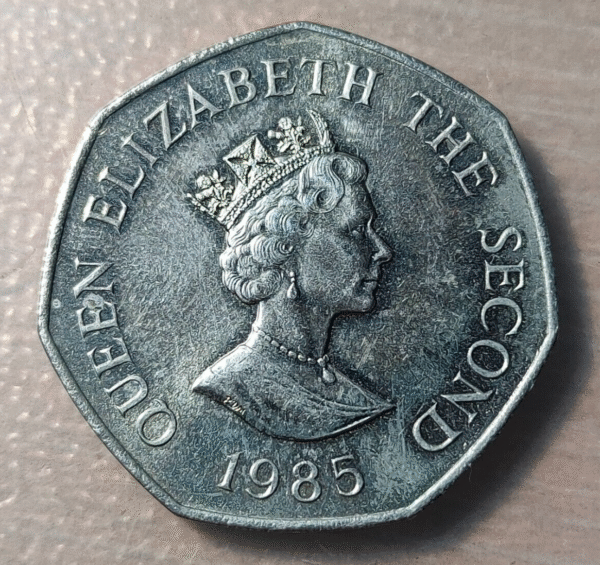 QUEEN ELIZABETH THE SECOND
1985